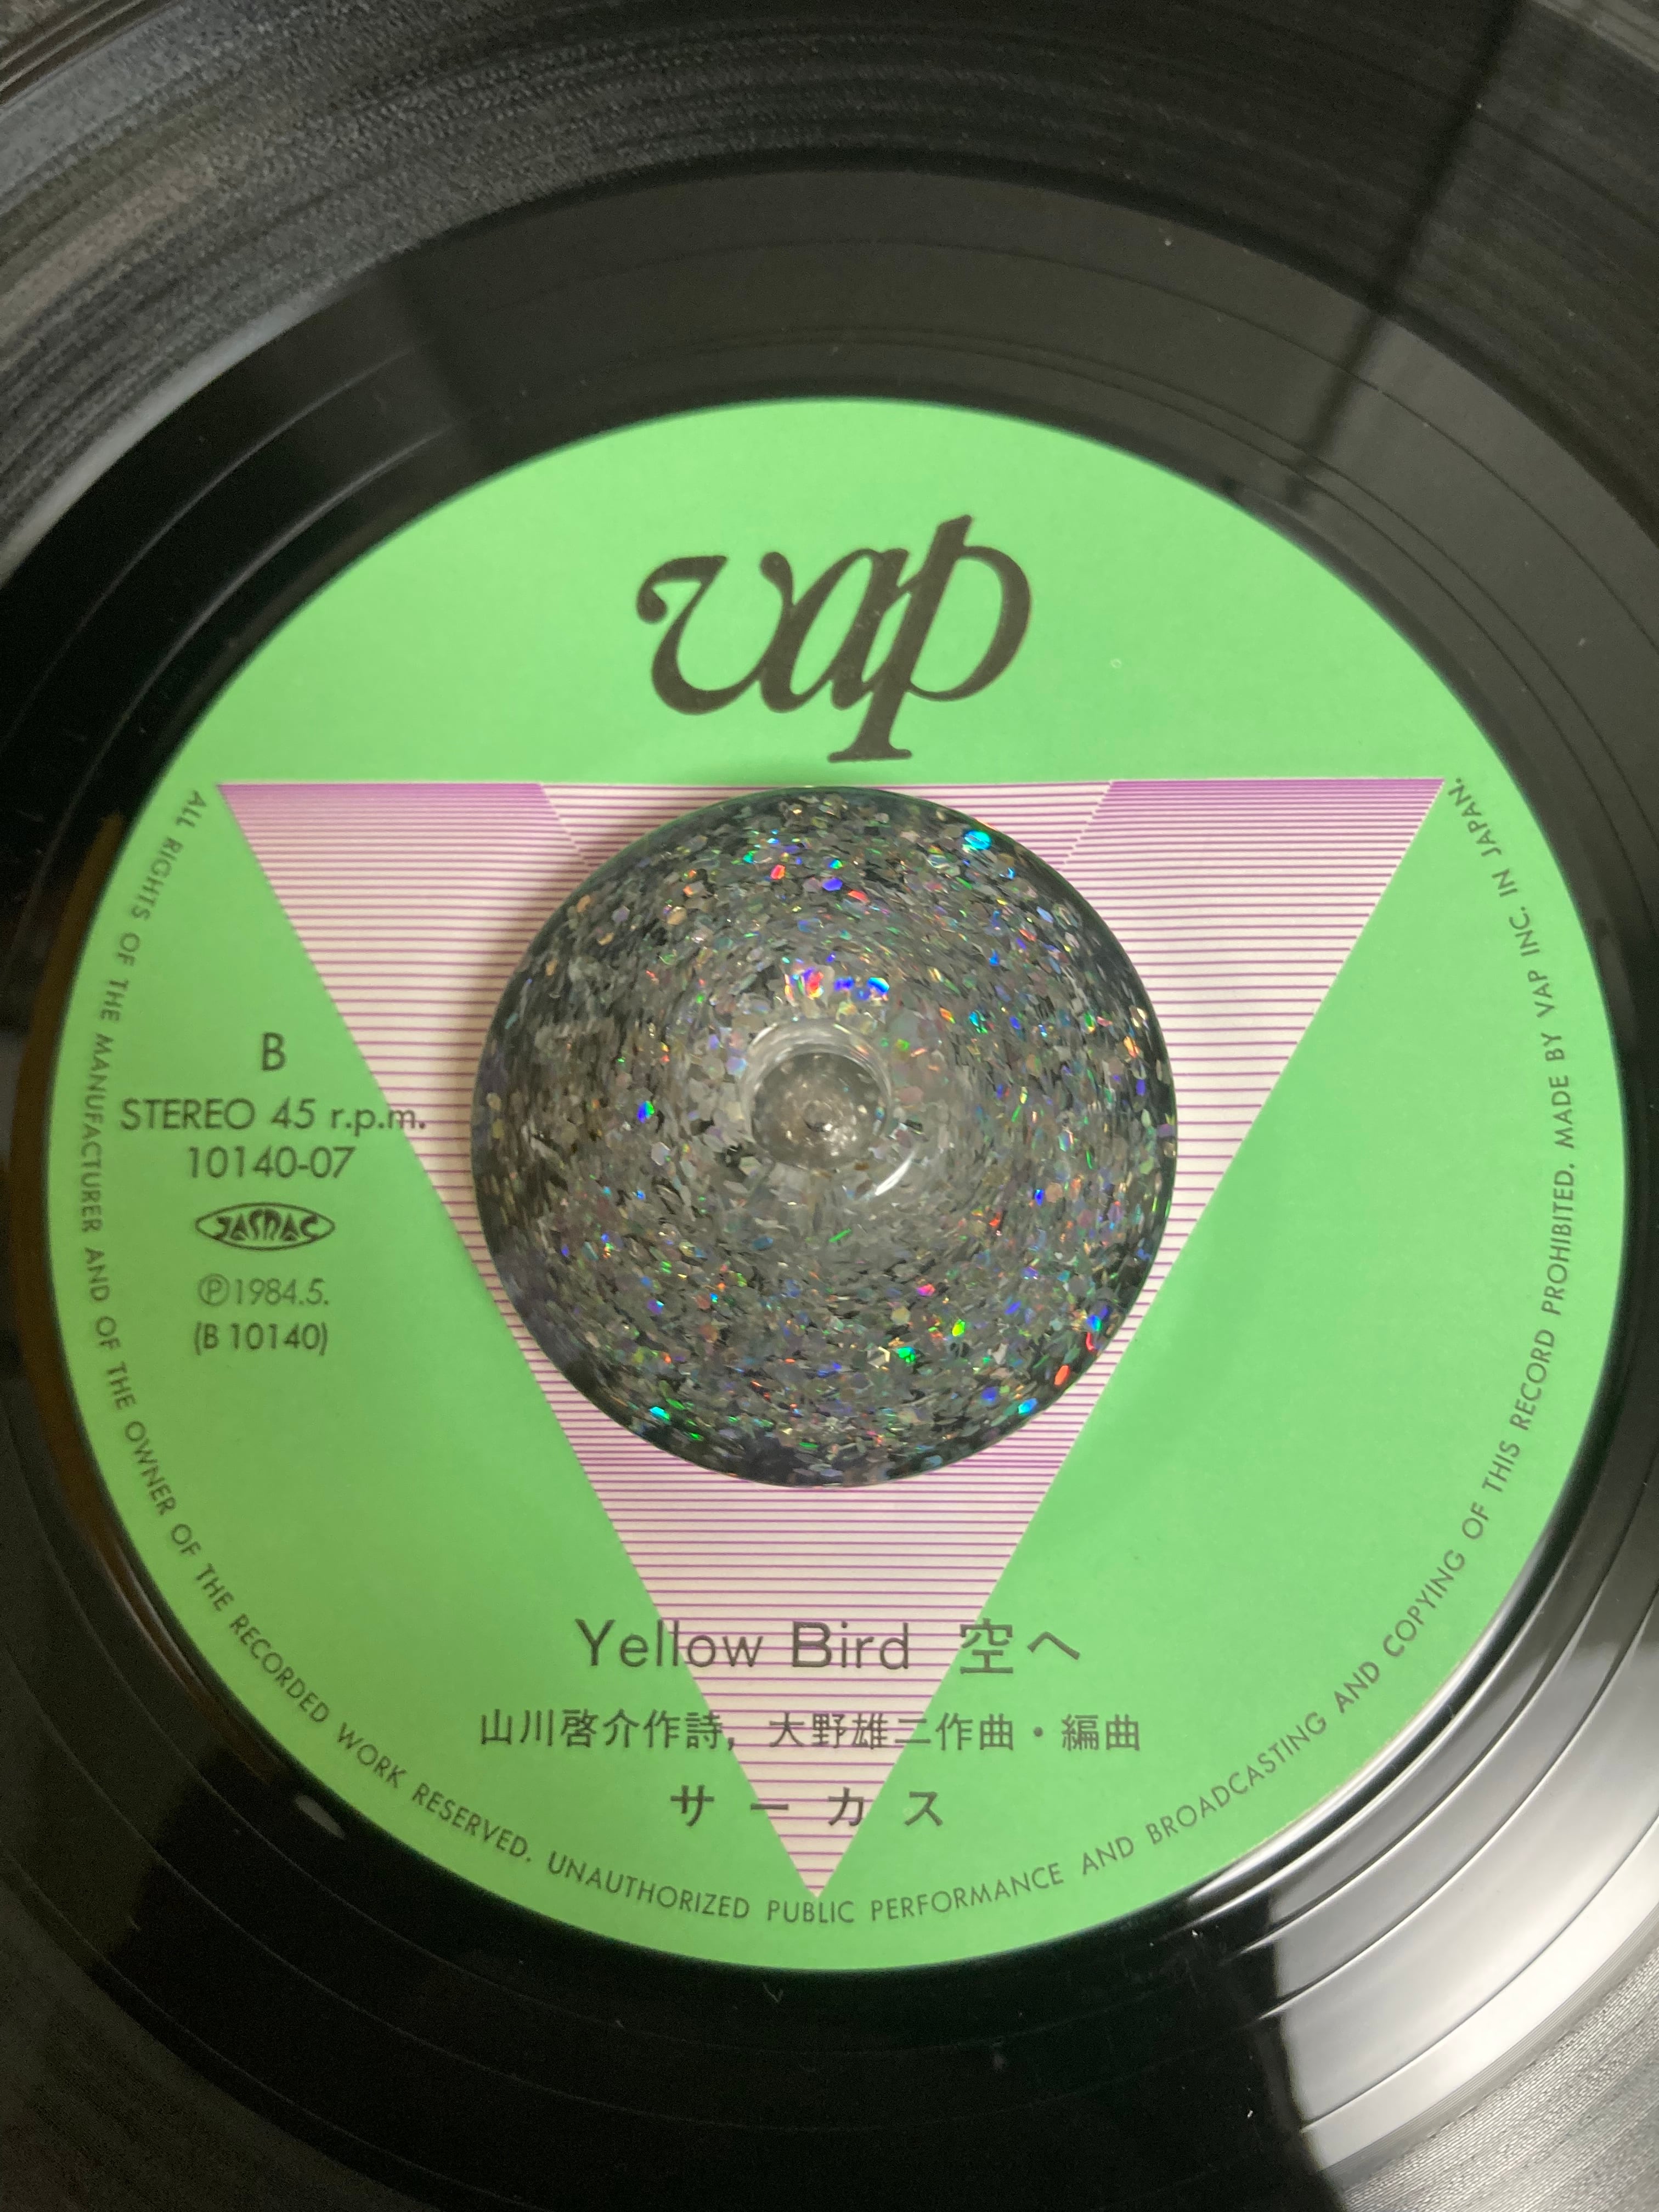 vap
B
STEREO 45 r.p.m.
10140-07
JASRAC
Ⓟ1984.5.
(B 10140)
Yellow Bird 空へ
山川啓介作詩，大野雄二作曲・編曲
サーカス
ALL RIGHTS OF THE MANUFACTURER AND OF THE OWNER OF THE RECORDED WORK RESERVED. UNAUTHORIZED PUBLIC PERFORMANCE AND BROADCASTING AND COPYING OF THIS RECORD PROHIBITED. MADE BY VAP INC. IN JAPAN.